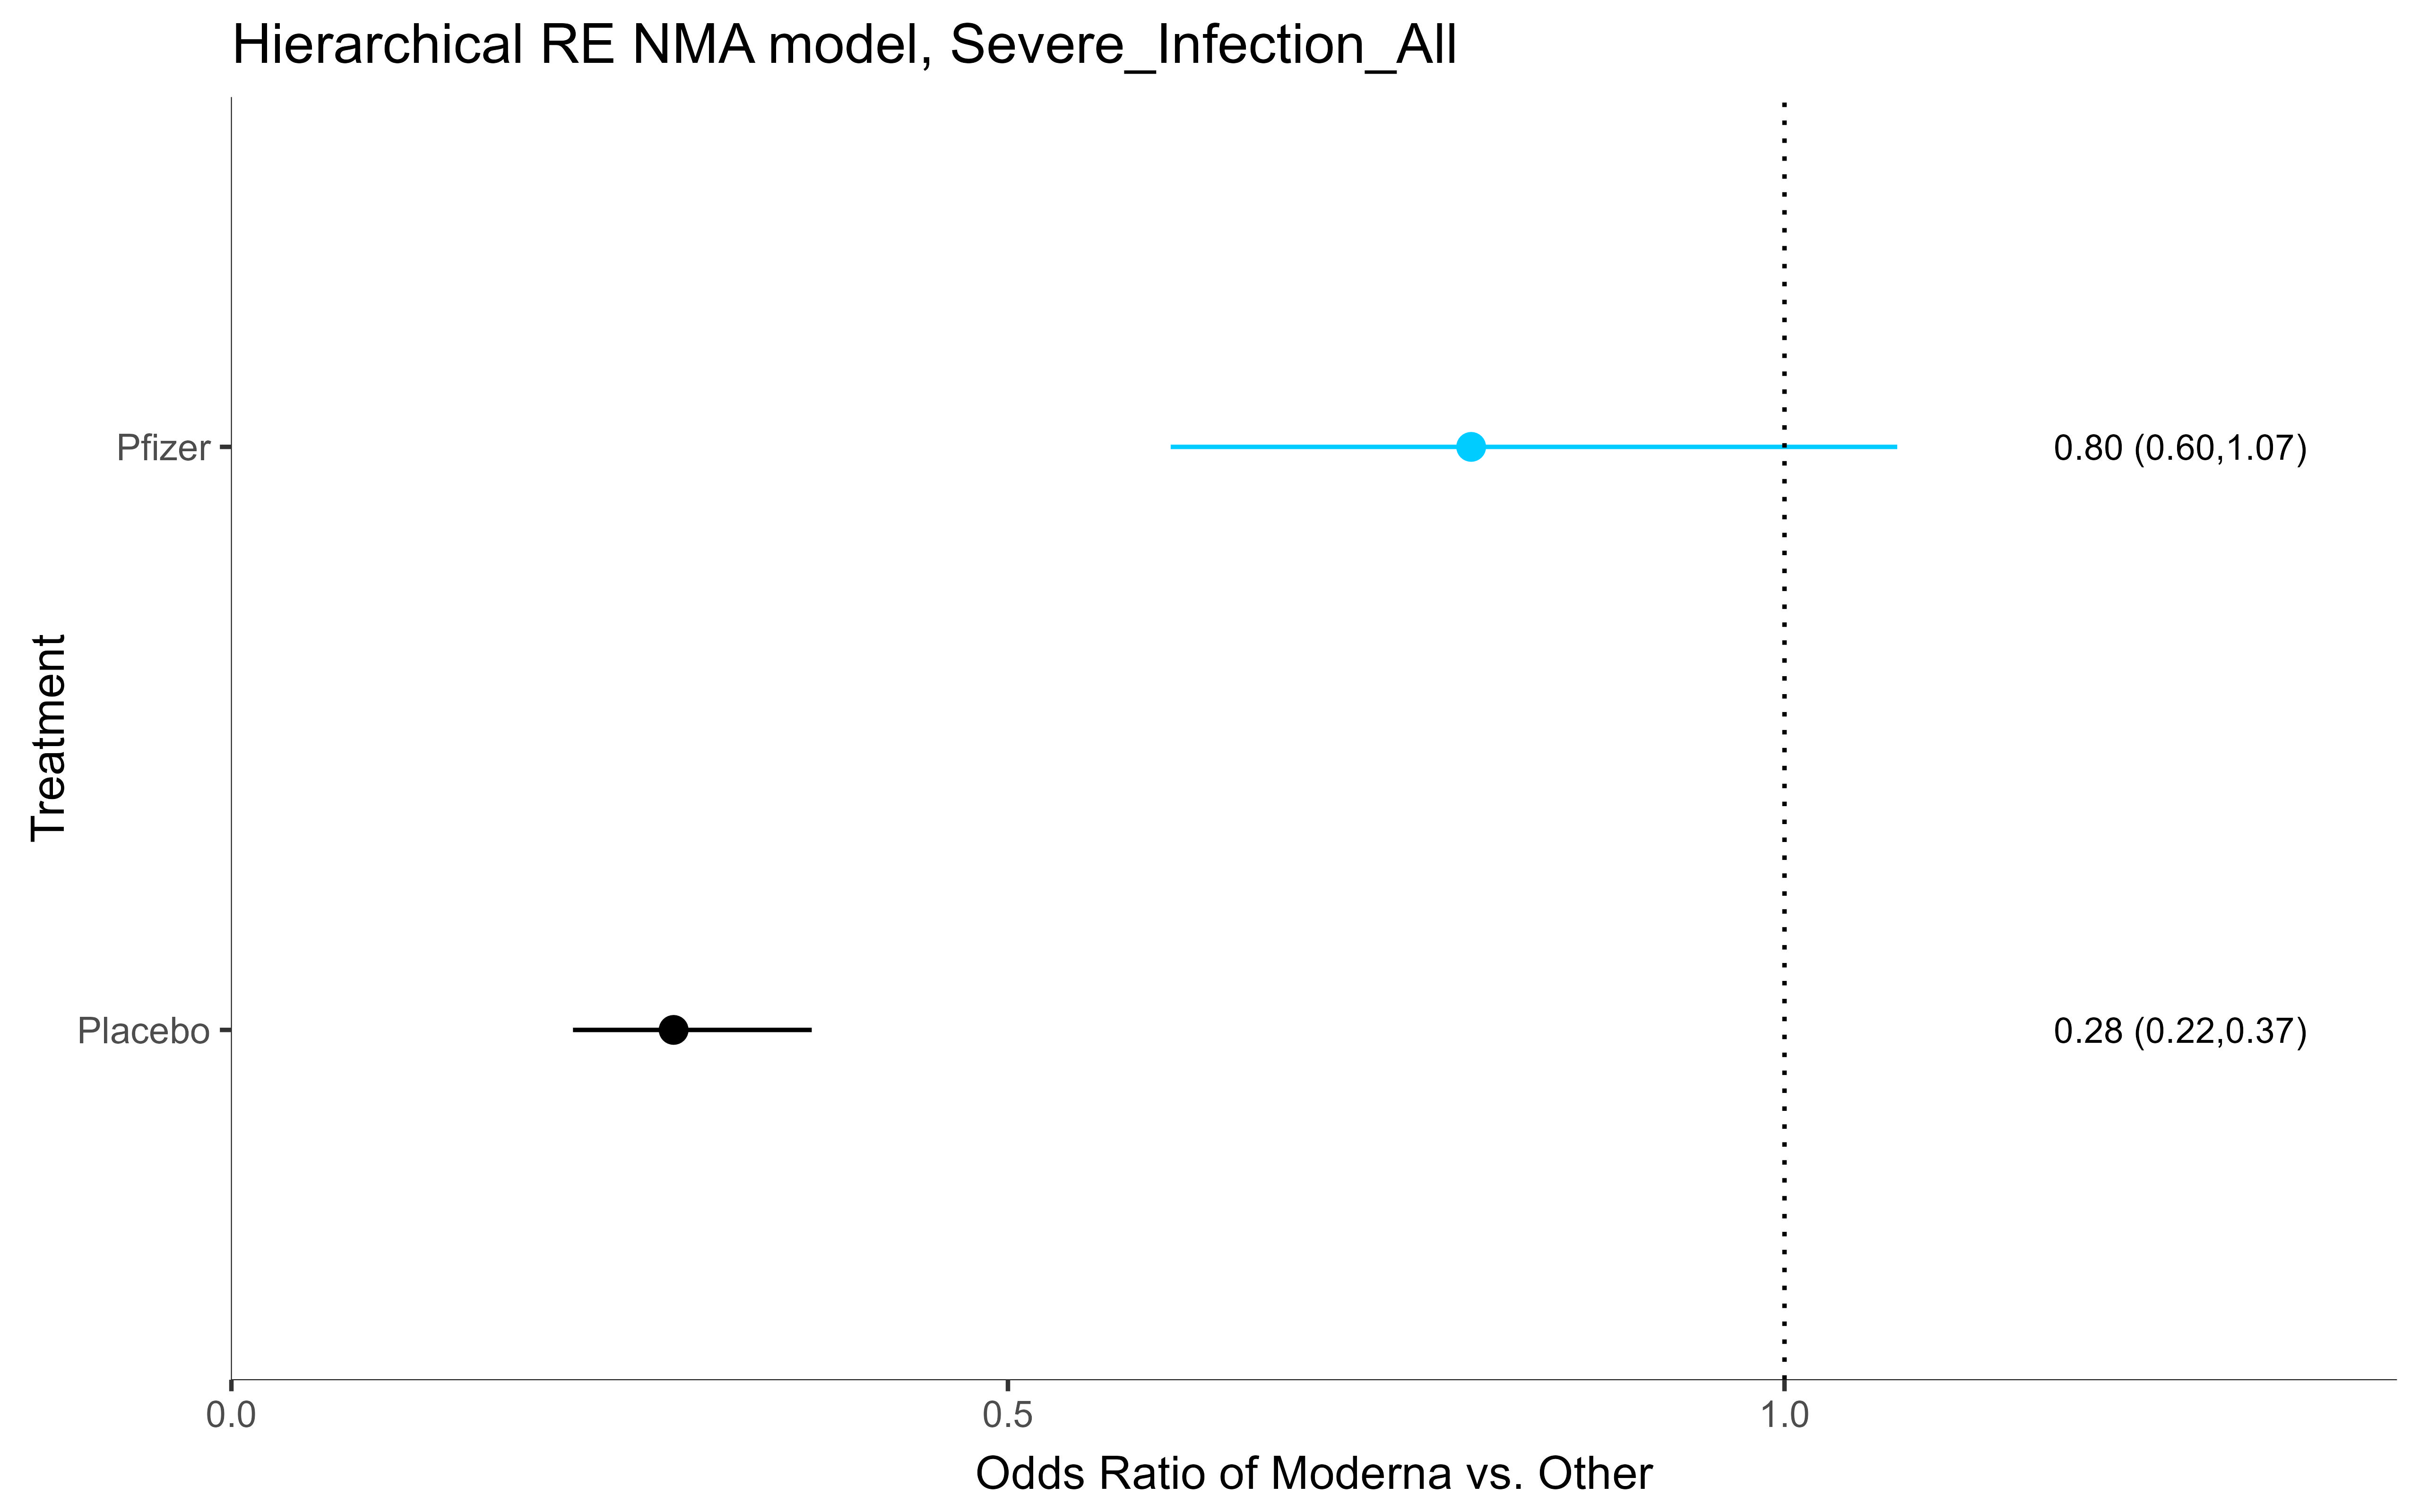 Hierarchical RE NMA model, Severe_Infection_All
Treatment
Pfizer
0.80 (0.60,1.07)
Placebo
0.28 (0.22,0.37)
0.0
0.5
1.0
Odds Ratio of Moderna vs. Other